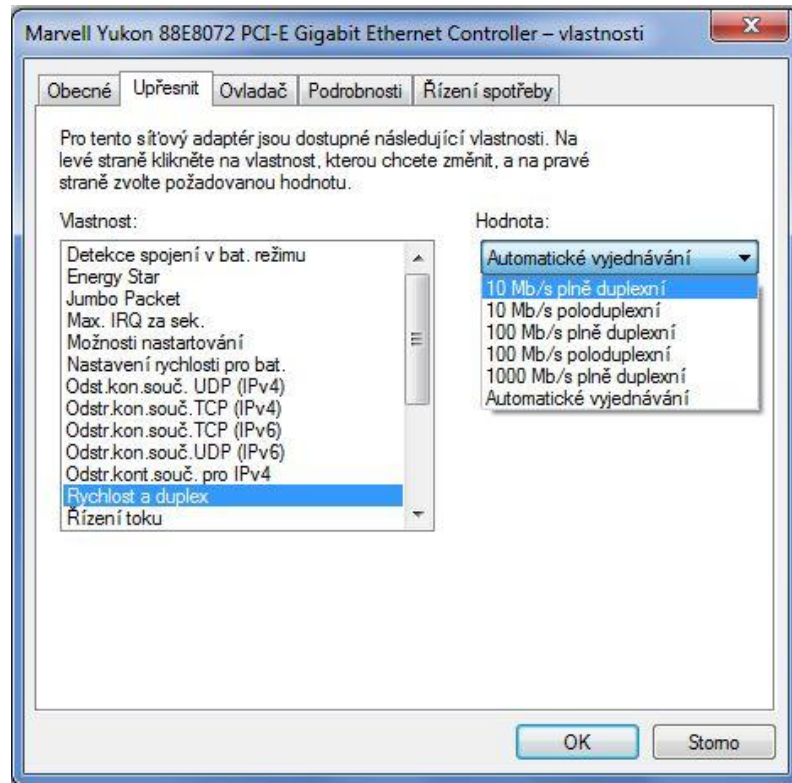 Marvell Yukon 88E8072 PCI-E Gigabit Ethernet Controller – vlastnosti
Obecné
Upřesnit
Ovladač
Podrobnosti
Řízení spotřeby
Pro tento síťový adaptér jsou dostupné následující vlastnosti. Na
levé straně klikněte na vlastnost, kterou chcete změnit, a na pravé
straně zvolte požadovanou hodnotu.
Vlastnost:
Detekce spojení v bat. režimu
Energy Star
Jumbo Packet
Max. IRQ za sek.
Možnosti nastartování
Nastavení rychlosti pro bat.
Odst.kon.souč. UDP (IPv4)
Odstr.kon.souč.TCP (IPv4)
Odstr.kon.souč.TCP (IPv6)
Odstr.kon.souč.UDP (IPv6)
Odstr.kont.souč. pro IPv4
Rychlost a duplex
Řízení toku
Hodnota:
Automatické vyjednávání
10 Mb/s plně duplexní
10 Mb/s poloduplexní
100 Mb/s plně duplexní
100 Mb/s poloduplexní
1000 Mb/s plně duplexní
Automatické vyjednávání
OK
Storno